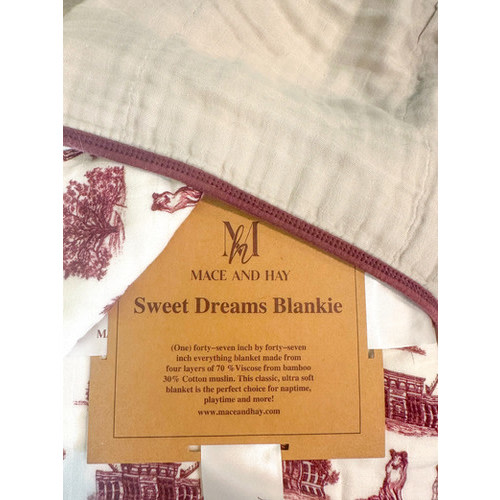 MH
MACE AND HAY
Sweet Dreams Blankie
(One) forty-seven inch by forty-seven
inch everything blanket made from
four layers of 70 %Viscose from bamboo
30% Cotton muslin. This classic, ultra soft
blanket is the perfect choice for naptime,
playtime and more!
www.maceandhay.com
MA